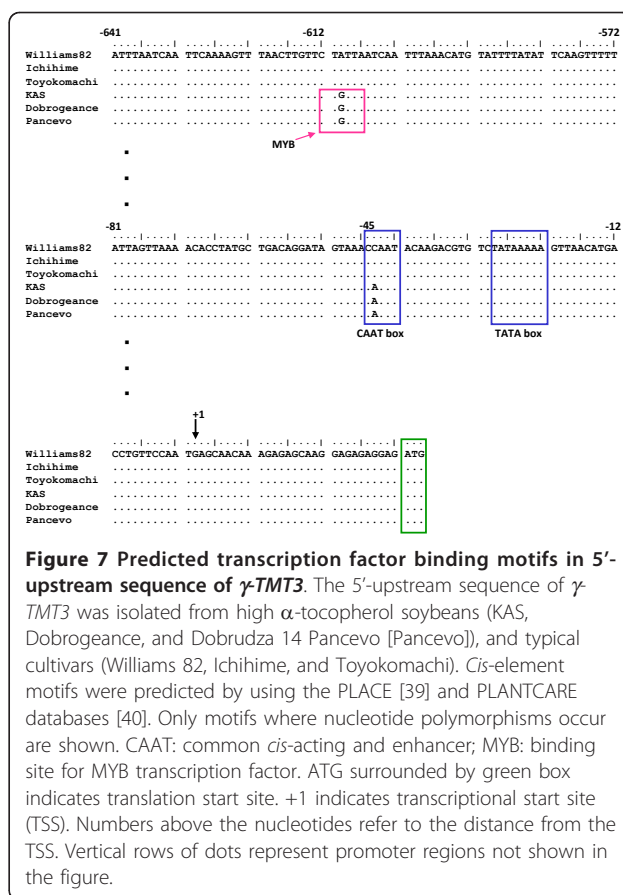 -641 -612 -572
....|....| ....|....| ....|....| ....|....| ....|....| ....|....| ....|....|
Williams82 ATTTAATCAA TTCAAAAGTT TAACTTGTTC TATTAATCAA TTTAAACATG TATTTTATAT TCAAGTTTTT
Ichihime .......... .......... .......... .......... .......... .......... ..........
Toyokomachi .......... .......... .......... .......... .......... .......... ..........
KAS .......... .......... .......... .G........ .......... .......... ..........
Dobrogeance .......... .......... .......... .G........ .......... .......... ..........
Pancevo .......... .......... .......... .G........ .......... .......... ..........
MYB
-81 -45 -12
....|....| ....|....| ....|....| ....|....| ....|....| ....|....| ....|....|
Williams82 ATTAGTTAAA ACACCTATGC TGACAGGATA GTAAACCAAT ACAAGACGTG TCTATAAAAA GTTAACATGA
Ichihime .......... .......... .......... .......... .......... .......... ..........
Toyokomachi .......... .......... .......... .......... .......... .......... ..........
KAS .......... .......... .......... ......A... .......... .......... ..........
Dobrogeance .......... .......... .......... ......A... .......... .......... ..........
Pancevo .......... .......... .......... ......A... .......... .......... ..........
CAAT box TATA box
+1
....|....| ....|....| ....|....| ....|....| ...
Williams82 CCTGTTCCAA TGAGCAACAA AGAGAGCAAG GAGAGAGGAG ATG
Ichihime .......... .......... .......... .......... ...
Toyokomachi .......... .......... .......... .......... ...
KAS .......... .......... .......... .......... ...
Dobrogeance .......... .......... .......... .......... ...
Pancevo .......... .......... .......... .......... ...
Figure 7 Predicted transcription factor binding motifs in 5’-
upstream sequence of γ-TMT3. The 5’-upstream sequence of γ-
TMT3 was isolated from high α-tocopherol soybeans (KAS,
Dobrogeance, and Dobrudza 14 Pancevo [Pancevo]), and typical
cultivars (Williams 82, Ichihime, and Toyokomachi). Cis-element
motifs were predicted by using the PLACE [39] and PLANTCARE
databases [40]. Only motifs where nucleotide polymorphisms occur
are shown. CAAT: common cis-acting and enhancer; MYB: binding
site for MYB transcription factor. ATG surrounded by green box
indicates translation start site. +1 indicates transcriptional start site
(TSS). Numbers above the nucleotides refer to the distance from the
TSS. Vertical rows of dots represent promoter regions not shown in
the figure.